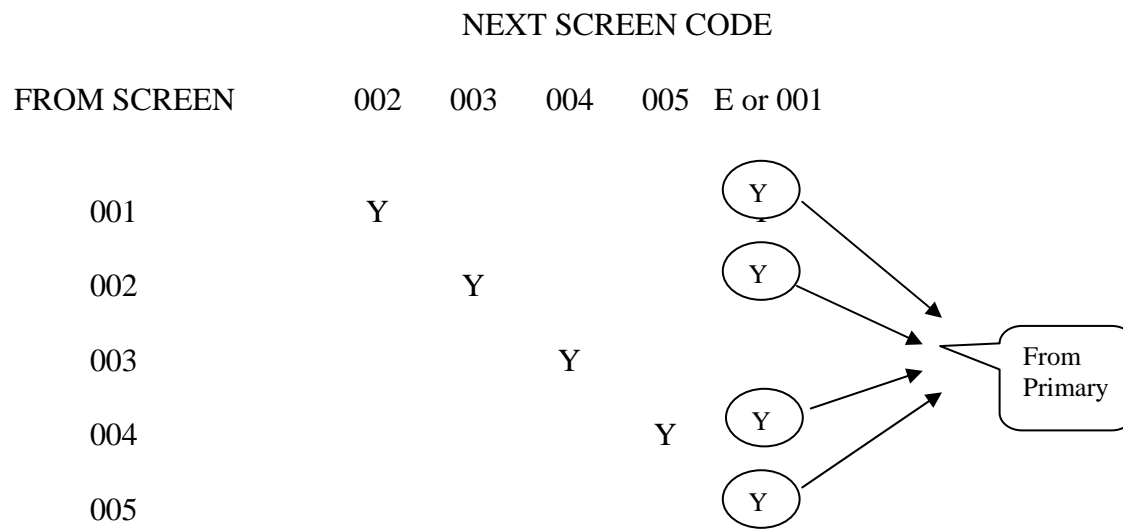 NEXT SCREEN CODE
FROM SCREEN 002 003 004 005 E or 001
001 Y Y
002 Y Y
003 Y
004 Y Y
005 Y
From
Primary